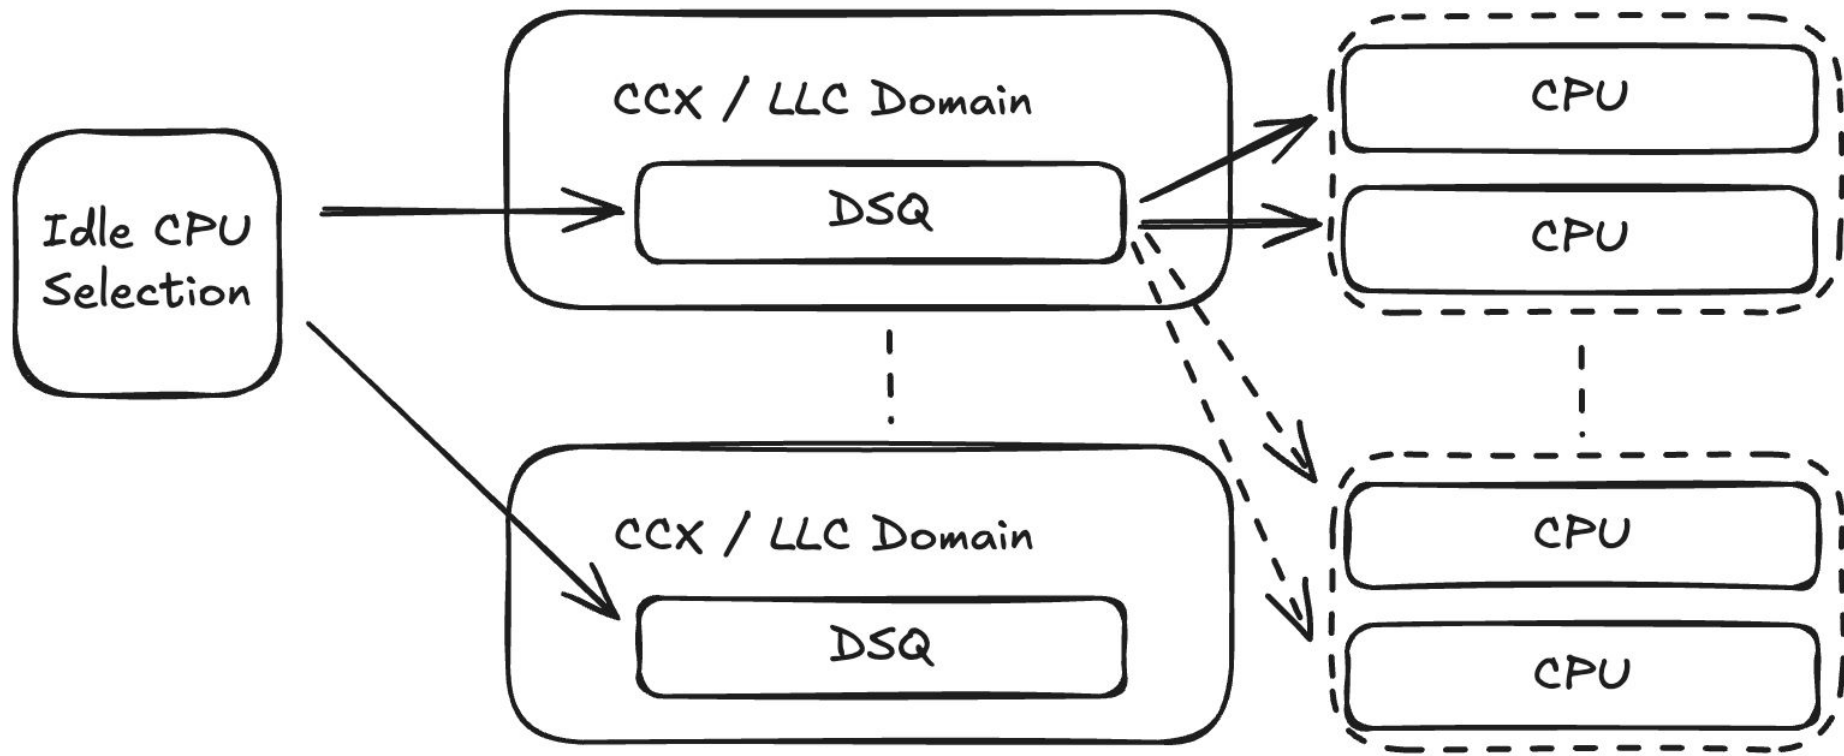 Idle CPU
Selection
CCX / LLC Domain
DSQ
CPU
CPU
CCX / LLC Domain
DSQ
CPU
CPU